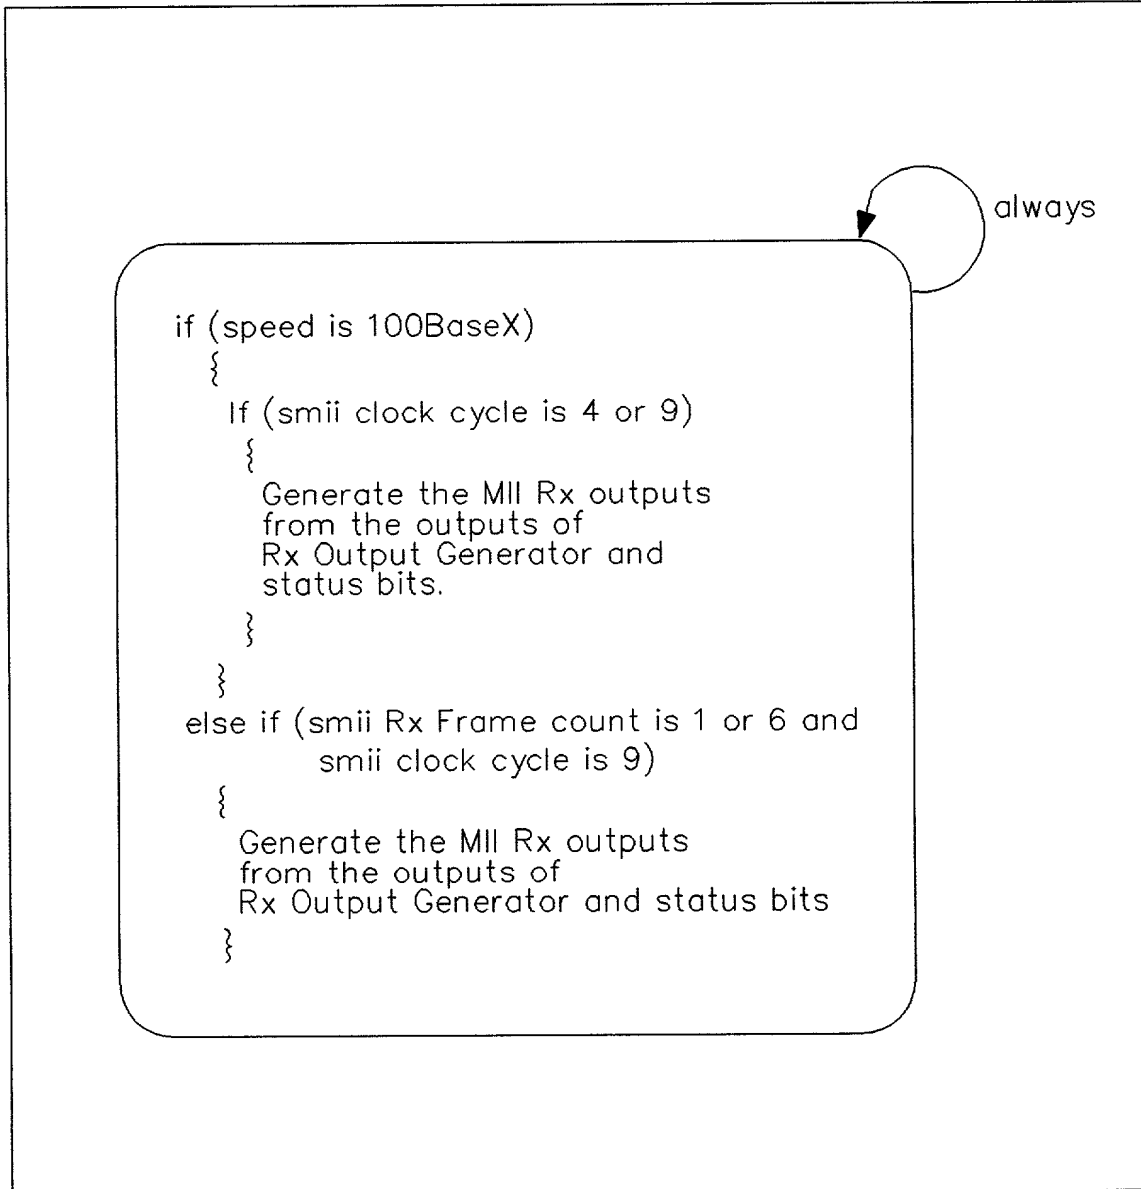 always
if (speed is 100BaseX)
{
If (smii clock cycle is 4 or 9)
{
Generate the MII Rx outputs
from the outputs of
Rx Output Generator and
status bits.
}
}
else if (smii Rx Frame count is 1 or 6 and
smii clock cycle is 9)
{
Generate the MII Rx outputs
from the outputs of
Rx Output Generator and status bits
}